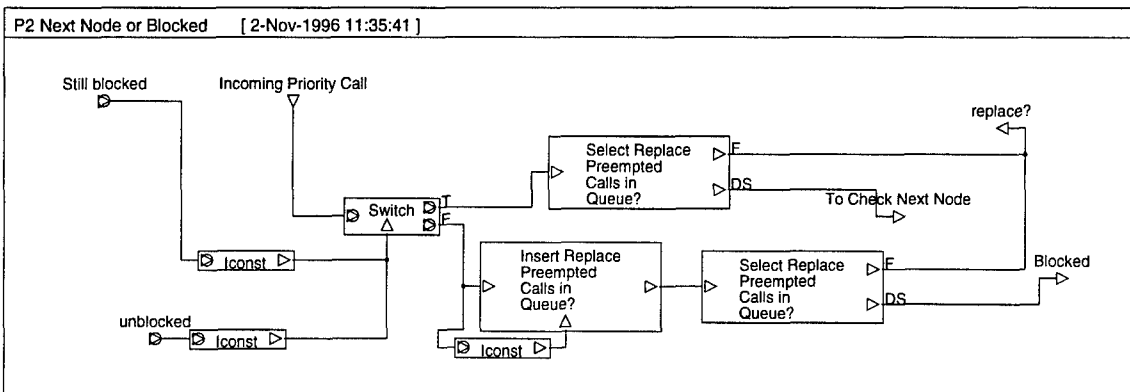 P2 Next Node or Blocked [ 2-Nov-1996 11:35:41 ]
Still blocked
Incoming Priority Call
replace?
Select Replace
Preempted
Calls in
Queue?
F
DS
To Check Next Node
Switch
T
F
Iconst
Insert Replace
Preempted
Calls in
Queue?
Select Replace
Preempted
Calls in
Queue?
F
DS
Blocked
unblocked
Iconst
Iconst